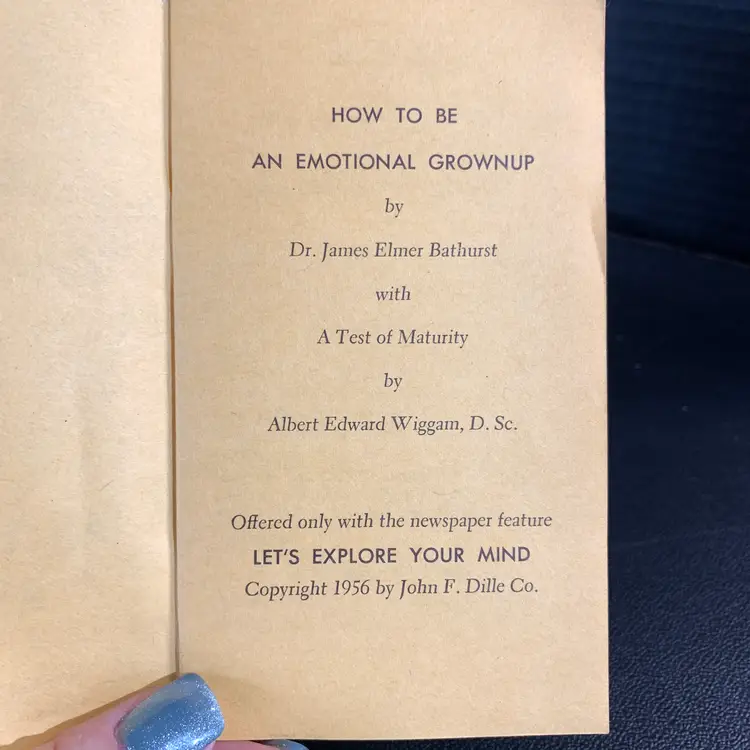 HOW TO BE
AN EMOTIONAL GROWNUP
by
Dr. James Elmer Bathurst
with
A Test of Maturity
by
Albert Edward Wiggam, D. Sc.
Offered only with the newspaper feature
LET'S EXPLORE YOUR MIND
Copyright 1956 by John F. Dille Co.